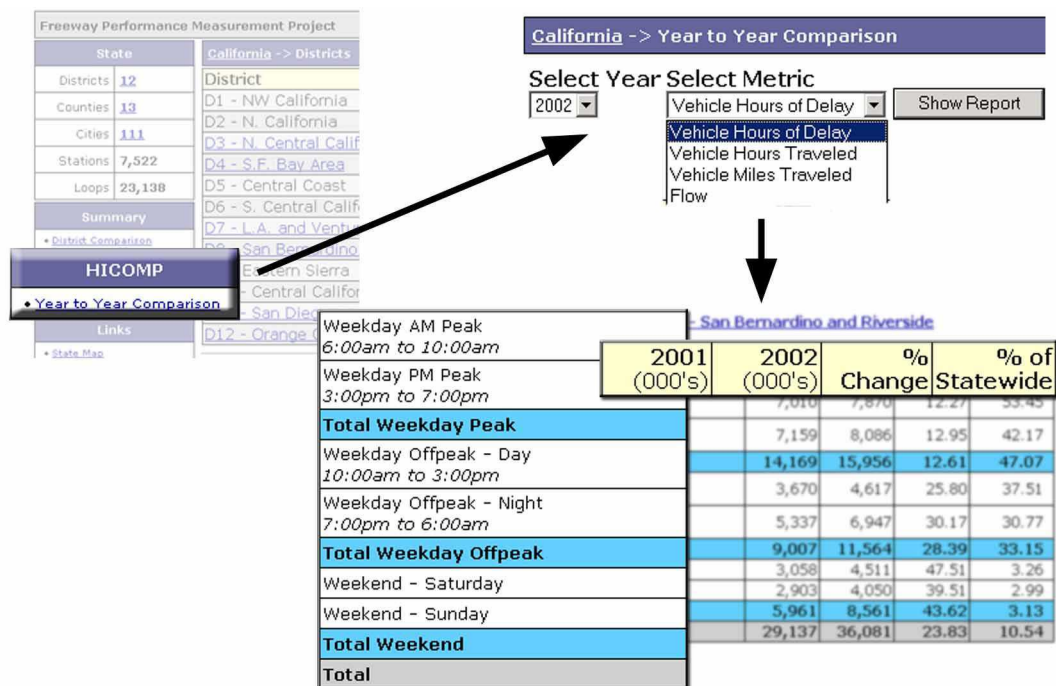 Freeway Performance Measurement Project
State
Districts 12
Counties 13
Cities 111
Stations 7,522
Loops 23,138
Summary
• District Comparison
HICOMP
• Year to Year Comparison
Links
• State Map
California -> Districts
District
D1 - NW California
D2 - N. California
D3 - N. Central Calif
D4 - S.F. Bay Area
D5 - Central Coast
D6 - S. Central Calif
D7 - L.A. and Ventu
San Bernardino
Eastern Sierra
- Central Califor
- San Dieg
D12 - Orange
California -> Year to Year Comparison
Select Year Select Metric
2002 Vehicle Hours of Delay Show Report
Vehicle Hours of Delay
Vehicle Hours Traveled
Vehicle Miles Traveled
Flow
Weekday AM Peak
6:00am to 10:00am
Weekday PM Peak
3:00pm to 7:00pm
Total Weekday Peak
Weekday Offpeak - Day
10:00am to 3:00pm
Weekday Offpeak - Night
7:00pm to 6:00am
Total Weekday Offpeak
Weekend - Saturday
Weekend - Sunday
Total Weekend
Total
- San Bernardino and Riverside
2001 2002 % % of
(000's) (000's) Change Statewide
7,010 7,870 12.27 53.45
7,159 8,086 12.95 42.17
14,169 15,956 12.61 47.07
3,670 4,617 25.80 37.51
5,337 6,947 30.17 30.77
9,007 11,564 28.39 33.15
3,058 4,511 47.51 3.26
2,903 4,050 39.51 2.99
5,961 8,561 43.62 3.13
29,137 36,081 23.83 10.54